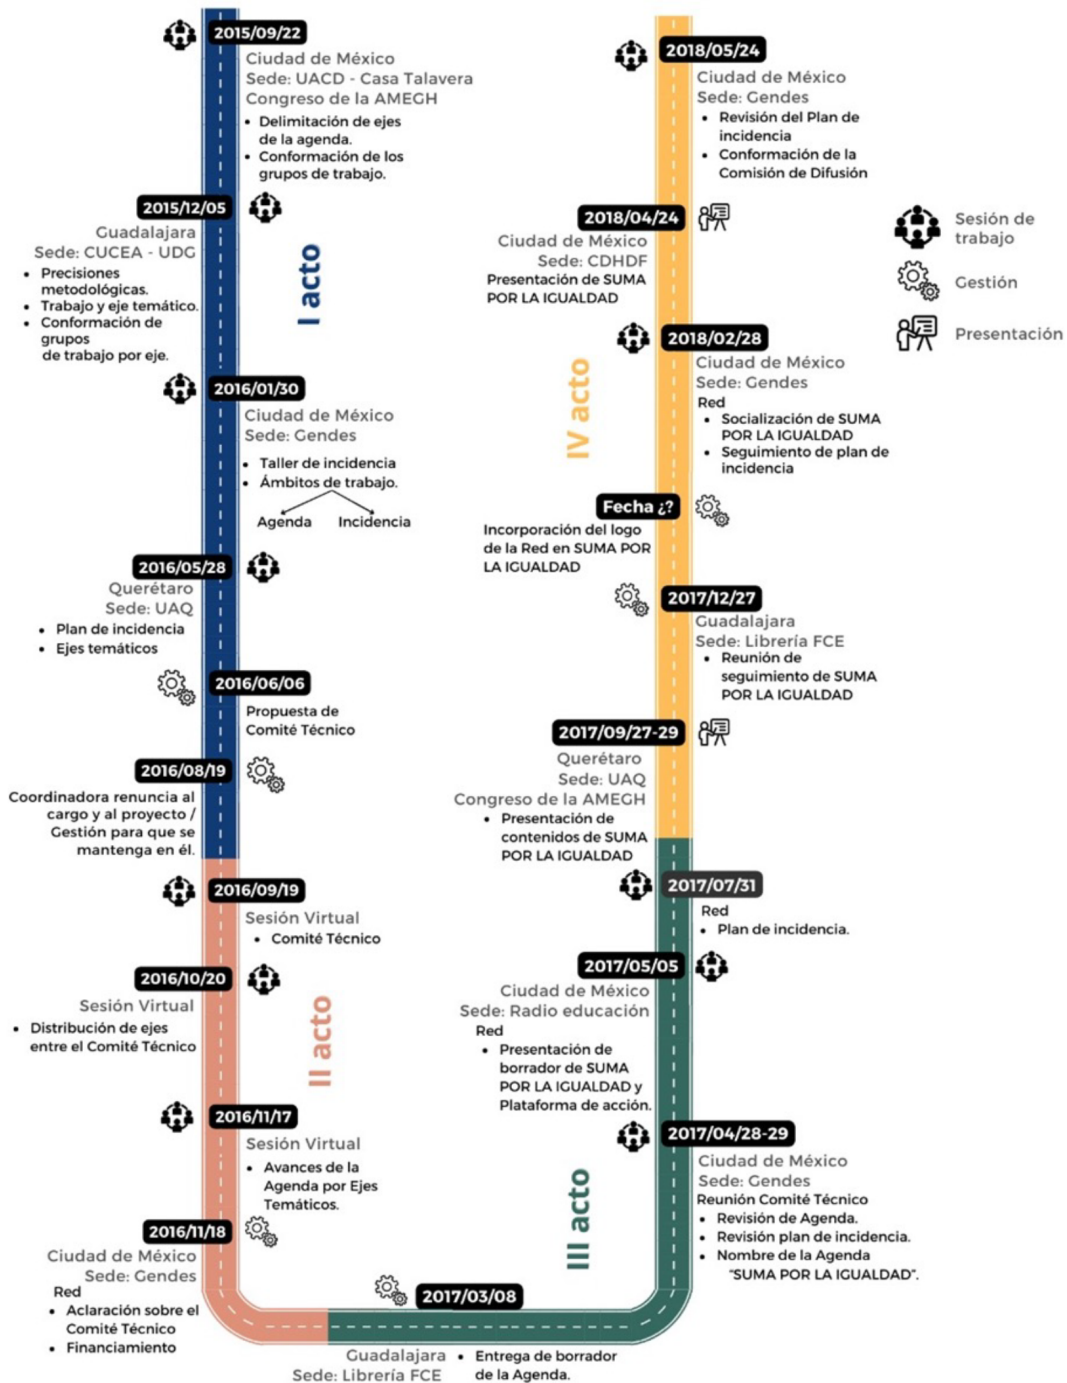 2015/09/22
Ciudad de México
Sede: UACD - Casa Talavera
Congreso de la AMEGH
• Delimitación de ejes
de la agenda.
• Conformación de los
grupos de trabajo.
2015/12/05
Guadalajara
Sede: CUCEA - UDG
• Precisiones
metodológicas.
• Trabajo y eje temático.
• Conformación de
grupos
de trabajo por eje.
I acto
2016/01/30
Ciudad de México
Sede: Gendes
• Taller de incidencia
• Ámbitos de trabajo.
Agenda
Incidencia
2016/05/28
Querétaro
Sede: UAQ
• Plan de incidencia
• Ejes temáticos
2016/06/06
Propuesta de
Comité Técnico
2016/08/19
Coordinadora renuncia al
cargo y al proyecto /
Gestión para que se
mantenga en él.
2016/09/19
Sesión Virtual
• Comité Técnico
2016/10/20
Sesión Virtual
• Distribución de ejes
entre el Comité Técnico
II acto
2016/11/17
Sesión Virtual
• Avances de la
Agenda por Ejes
Temáticos.
2016/11/18
Ciudad de México
Sede: Gendes
Red
• Aclaración sobre el
Comité Técnico
• Financiamiento
2017/03/08
Guadalajara
Sede: Librería FCE
• Entrega de borrador
de la Agenda.
III acto
2017/04/28-29
Ciudad de México
Sede: Gendes
Reunión Comité Técnico
• Revisión de Agenda.
• Revisión plan de incidencia.
• Nombre de la Agenda
"SUMA POR LA IGUALDAD".
2017/05/05
Ciudad de México
Sede: Radio educación
Red
• Presentación de
borrador de SUMA
POR LA IGUALDAD y
Plataforma de acción.
2017/07/31
Red
• Plan de incidencia.
2017/09/27-29
Querétaro
Sede: UAQ
Congreso de la AMEGH
• Presentación de
contenidos de SUMA
POR LA IGUALDAD
2017/12/27
Guadalajara
Sede: Librería FCE
• Reunión de
seguimiento de SUMA
POR LA IGUALDAD
Fecha ¿?
Incorporación del logo
de la Red en SUMA POR
LA IGUALDAD
IV acto
2018/02/28
Ciudad de México
Sede: Gendes
Red
• Socialización de SUMA
POR LA IGUALDAD
• Seguimiento de plan de
incidencia
2018/04/24
Ciudad de México
Sede: CDHDF
Presentación de SUMA
POR LA IGUALDAD
2018/05/24
Ciudad de México
Sede: Gendes
• Revisión del Plan de
incidencia
• Conformación de la
Comisión de Difusión
Sesión de
trabajo
Gestión
Presentación